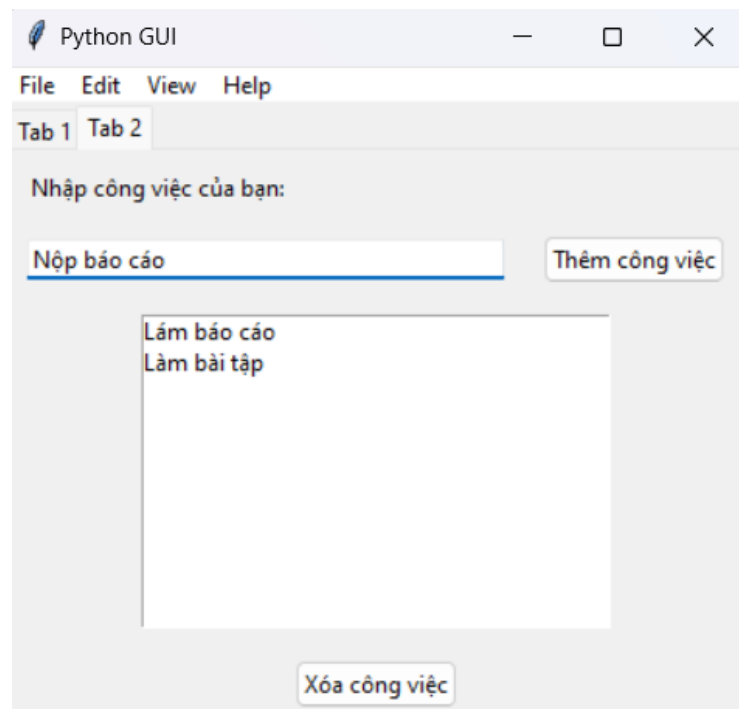 Python GUI
File Edit View Help
Tab 1 Tab 2
Nhập công việc của bạn:
Nộp báo cáo Thêm công việc
Lám báo cáo
Làm bài tập
Xóa công việc